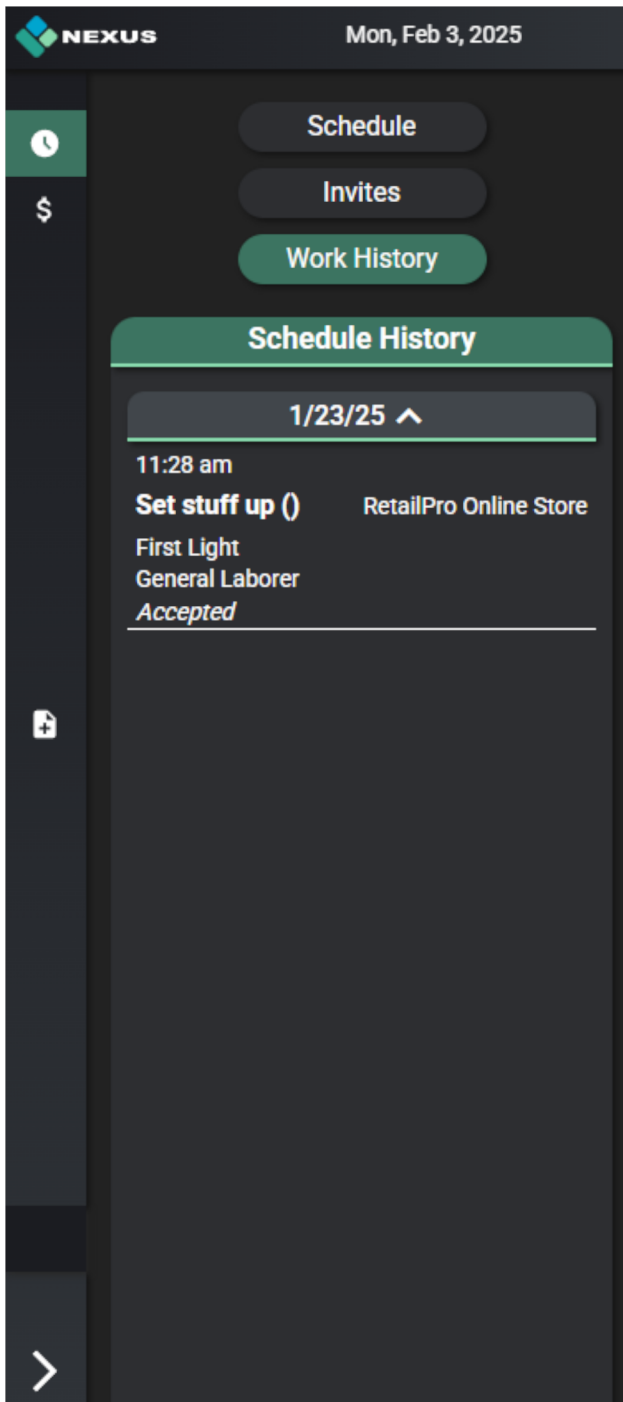 NEXUS
Mon, Feb 3, 2025
$
Schedule
Invites
Work History
Schedule History
1/23/25
11:28 am
Set stuff up () RetailPro Online Store
First Light
General Laborer
Accepted